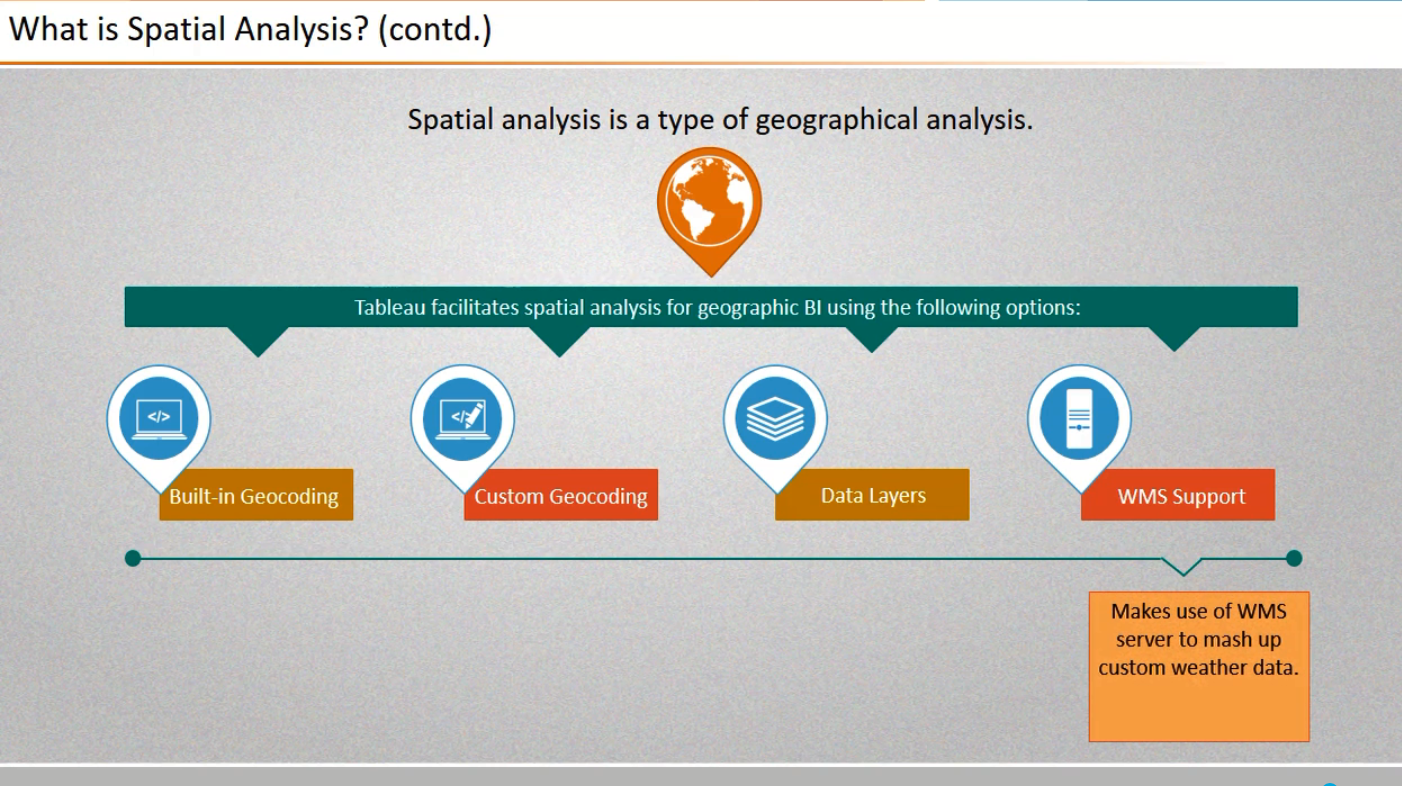 What is Spatial Analysis? (contd.)
Spatial analysis is a type of geographical analysis.
Tableau facilitates spatial analysis for geographic BI using the following options:
</>
</>
Built-in Geocoding
Custom Geocoding
Data Layers
WMS Support
Makes use of WMS
server to mash up
custom weather data.